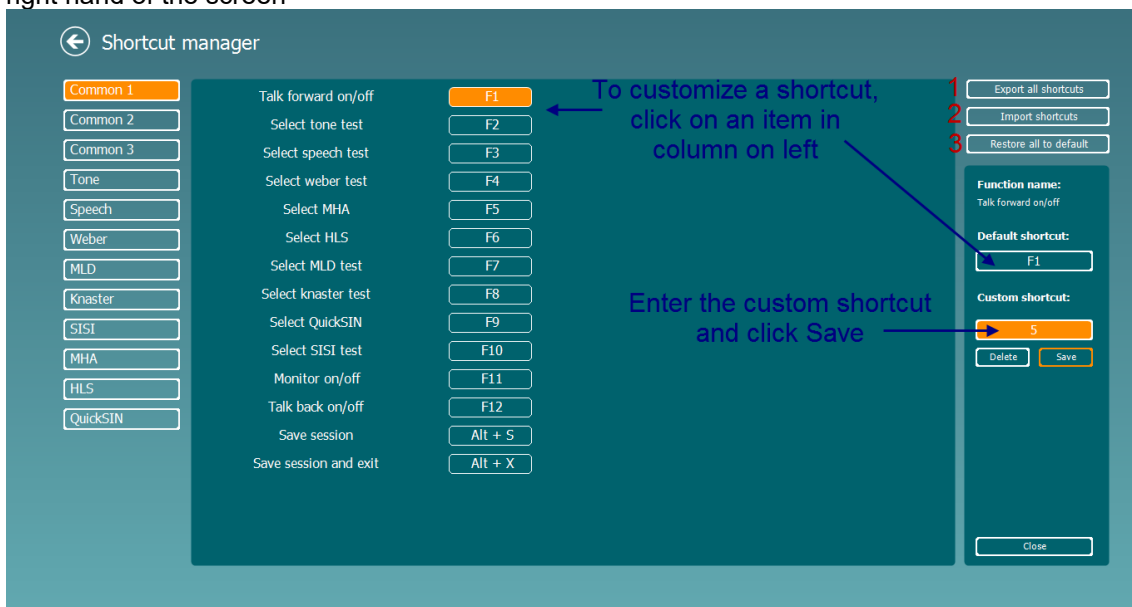 right hand of the screen
Shortcut manager
Common 1
Common 2
Common 3
Tone
Speech
Weber
MLD
Knaster
SISI
MHA
HLS
QuickSIN
Talk forward on/off F1
Select tone test F2
Select speech test F3
Select weber test F4
Select MHA F5
Select HLS F6
Select MLD test F7
Select knaster test F8
Select QuickSIN F9
Select SISI test F10
Monitor on/off F11
Talk back on/off F12
Save session Alt + S
Save session and exit Alt + X
To customize a shortcut,
click on an item in
column on left
Enter the custom shortcut
and click Save
1 Export all shortcuts
2 Import shortcuts
3 Restore all to default
Function name:
Talk forward on/off
Default shortcut:
F1
Custom shortcut:
5
Delete Save
Close